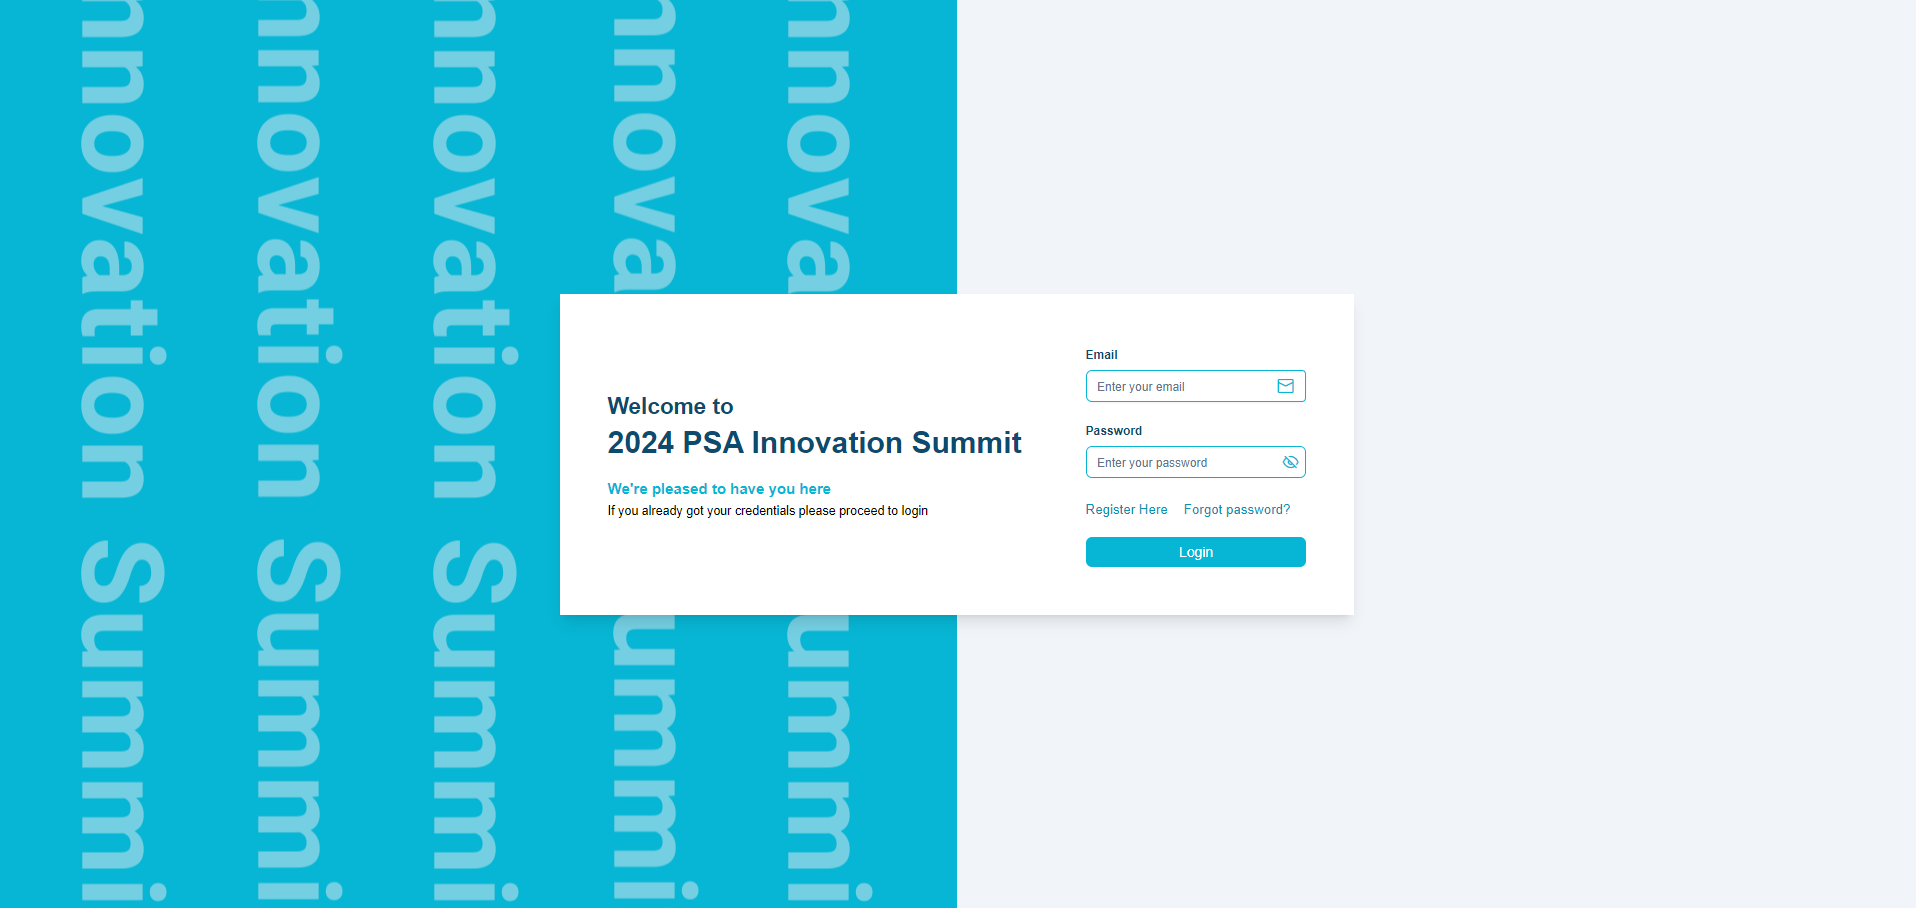 nnovation Summi
nnovation Summi
nnovation Summi
nnova
ummi
nnova
ummi
Welcome to
2024 PSA Innovation Summit
We're pleased to have you here
If you already got your credentials please proceed to login
Email
Enter your email
Password
Enter your password
Register Here Forgot password?
Login